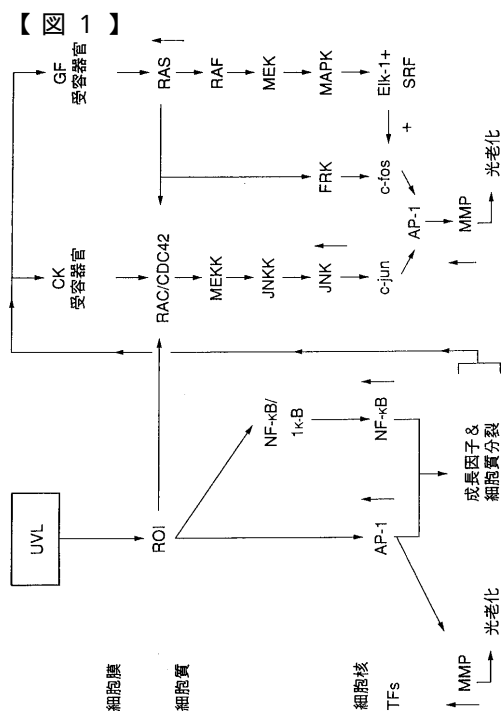 【図1】
UVL
細胞膜
CK
受容器官
GF
受容器官
細胞質
ROI
RAC/CDC42
RAS
MEKK
RAF
NF-κB/
1κ-B
JNKK
FRK
MEK
JNK
MAPK
細胞核
AP-1
NF-κB
c-jun
c-fos
+
Elk-1+
SRF
TFs
AP-1
MMP
光老化
成長因子&
細胞質分裂
MMP
光老化